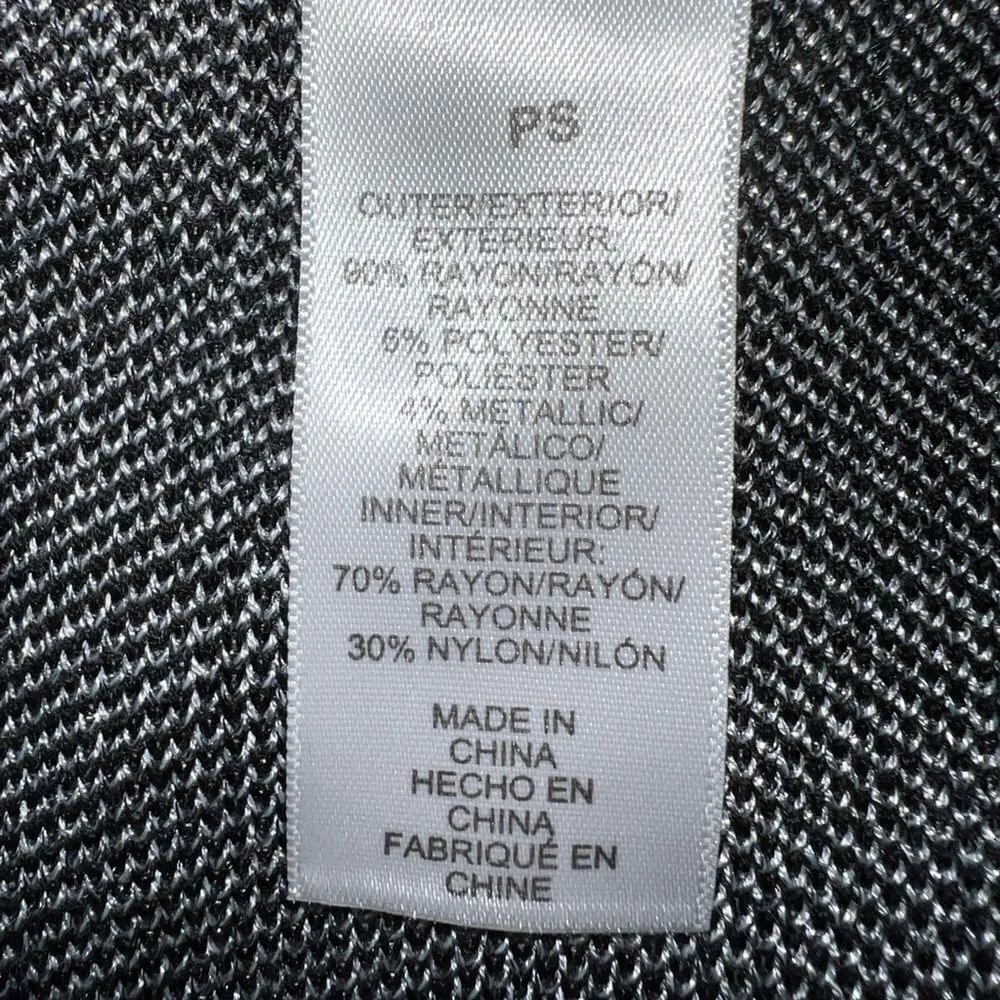 PS
OUTER/EXTERIOR/
EXTERIEUR:
90% RAYON/RAYÓN/
RAYONNE
6% POLYESTER/
POLIÉSTER
4% METALLIC/
METÁLICO/
MÉTALLIQUE
INNER/INTERIOR/
INTÉRIEUR:
70% RAYON/RAYÓN/
RAYONNE
30% NYLON/NILÓN
MADE IN
CHINA
HECHO EN
CHINA
FABRIQUÉ EN
CHINE